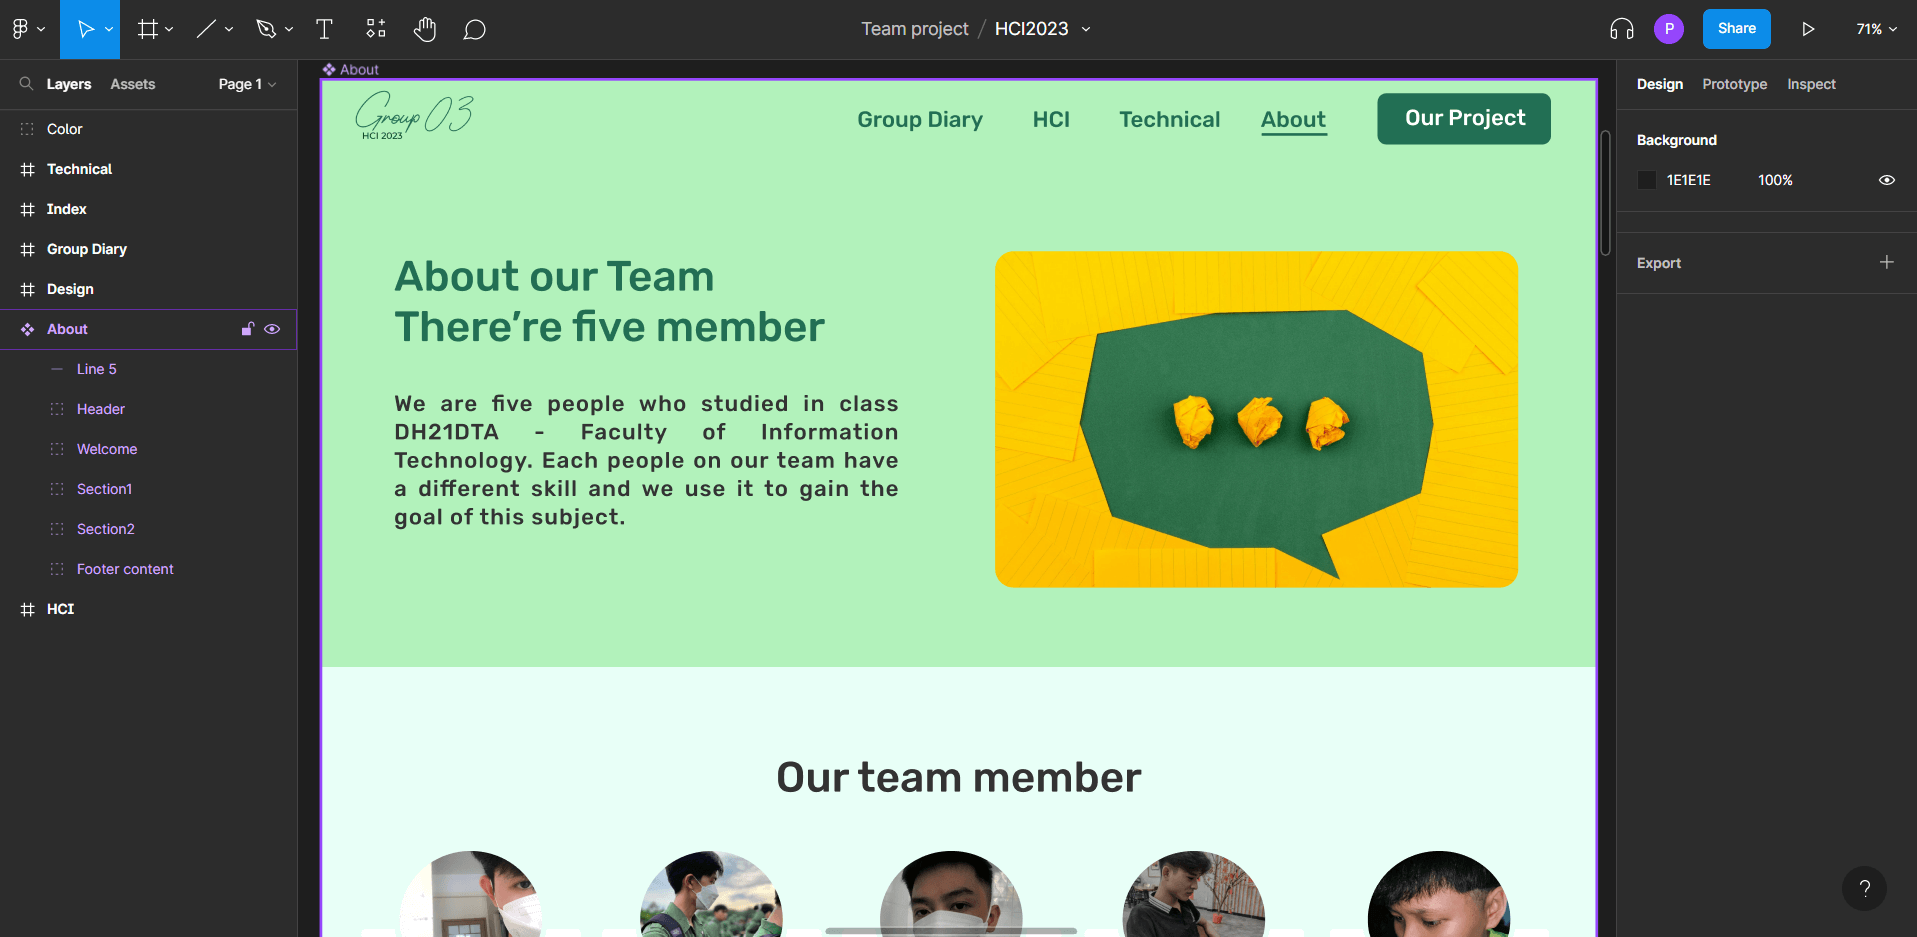 Team project / HCI2023
P
Share
71%
Layers
Assets
Page 1
Color
Technical
Index
Group Diary
Design
About
Line 5
Header
Welcome
Section1
Section2
Footer content
HCI
About
Group 03
HCI 2023
Group Diary
HCI
Technical
About
Our Project
About our Team
There’re five member
We are five people who studied in class
DH21DTA - Faculty of Information
Technology. Each people on our team have
a different skill and we use it to gain the
goal of this subject.
Our team member
Design
Prototype
Inspect
Background
1E1E1E
100%
Export
?